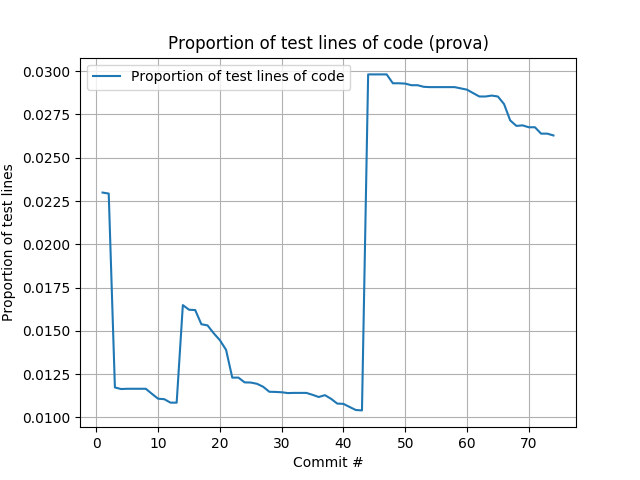 Proportion of test lines of code (prova)
Proportion of test lines of code
Proportion of test lines
0.0300
0.0275
0.0250
0.0225
0.0200
0.0175
0.0150
0.0125
0.0100
0 10 20 30 40 50 60 70
Commit #